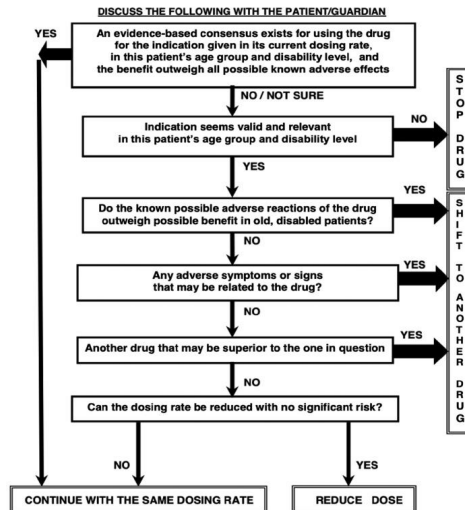 DISCUSS THE FOLLOWING WITH THE PATIENT/GUARDIAN
YES
An evidence-based consensus exists for using the drug
for the indication given in its current dosing rate,
in this patient's age group and disability level, and
the benefit outweigh all possible known adverse effects
NO / NOT SURE
Indication seems valid and relevant
in this patient's age group and disability level
NO
STOP DRUG
YES
Do the known possible adverse reactions of the drug
outweigh possible benefit in old, disabled patients?
YES
SHIFT TO ANOTHER DRUG
NO
Any adverse symptoms or signs
that may be related to the drug?
YES
NO
Another drug that may be superior to the one in question
YES
NO
Can the dosing rate be reduced with no significant risk?
NO
YES
CONTINUE WITH THE SAME DOSING RATE
REDUCE DOSE